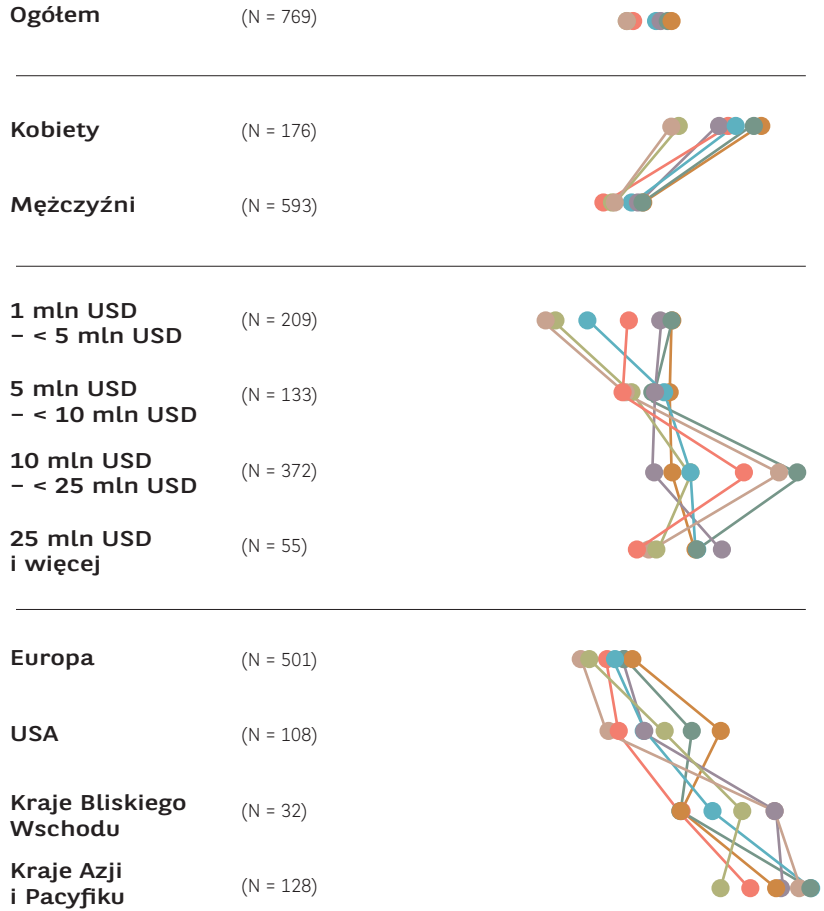 Ogółem (N = 769)
Kobiety (N = 176)
Mężczyźni (N = 593)
1 mln USD
– < 5 mln USD (N = 209)
5 mln USD
– < 10 mln USD (N = 133)
10 mln USD
– < 25 mln USD (N = 372)
25 mln USD
i więcej (N = 55)
Europa (N = 501)
USA (N = 108)
Kraje Bliskiego
Wschodu (N = 32)
Kraje Azji
i Pacyfiku (N = 128)